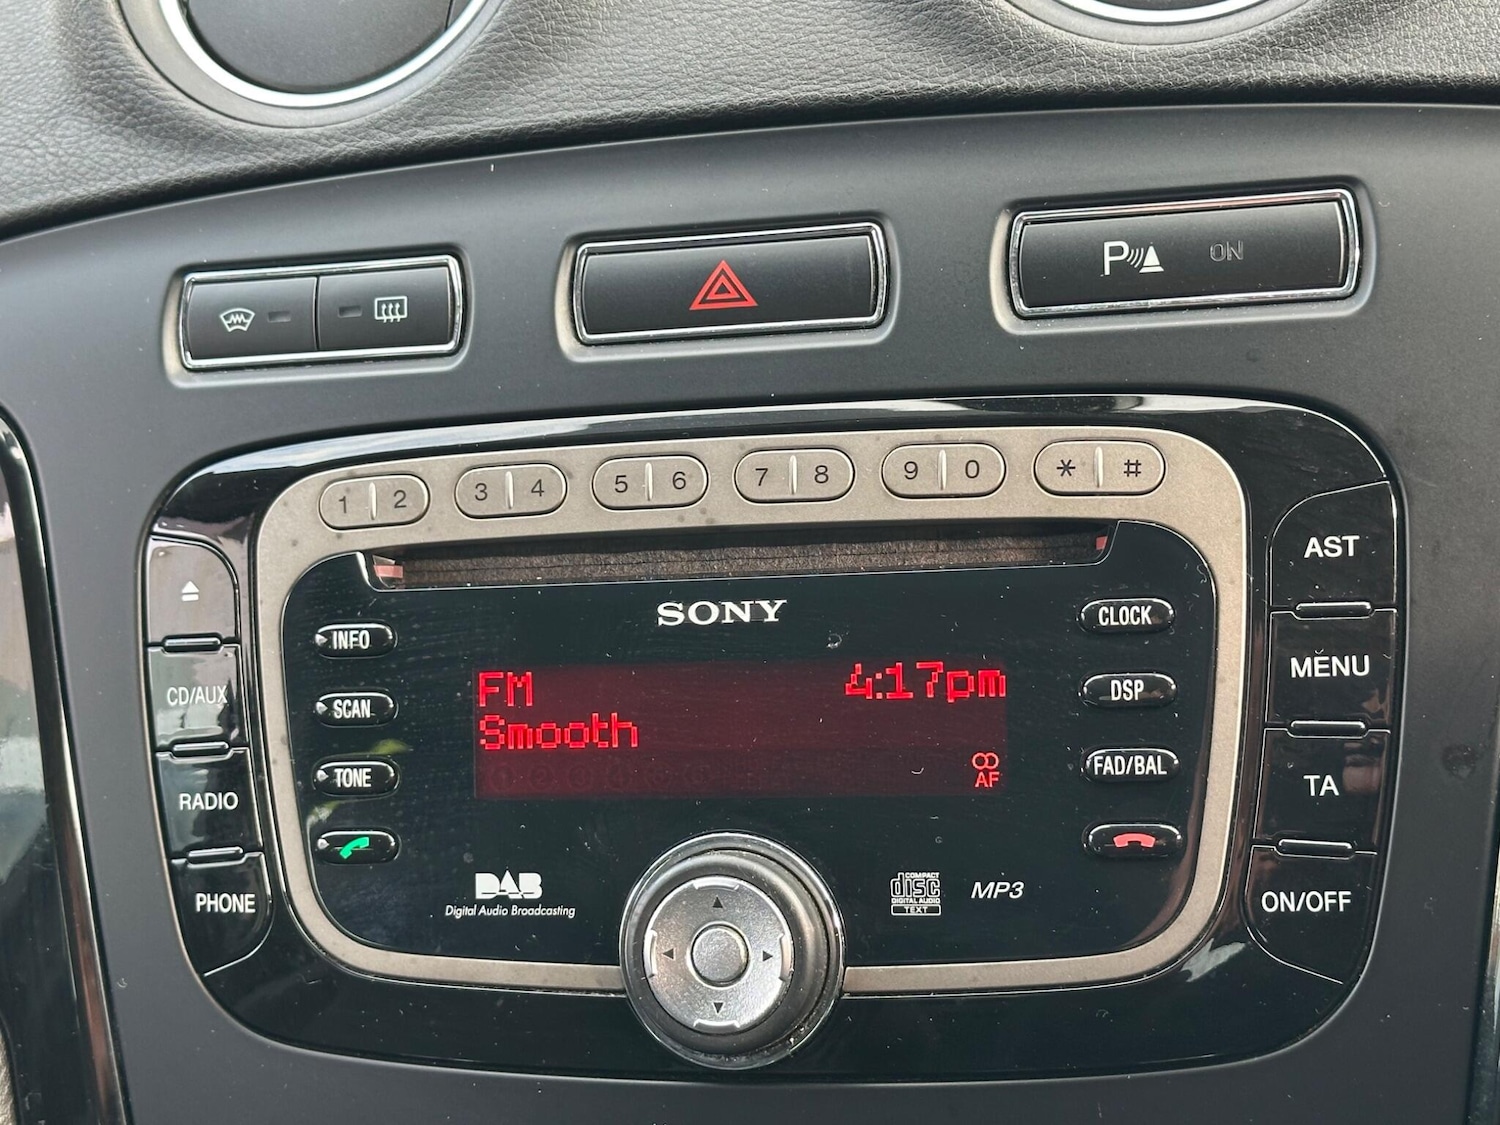 P ON
1 2 3 4 5 6 7 8 9 0 * #
SONY
INFO
SCAN
TONE
CD/AUX
RADIO
PHONE
FM 4:17pm
Smooth
AF
CLOCK
DSP
FAD/BAL
AST
MENU
TA
ON/OFF
DAB
Digital Audio Broadcasting
COMPACT
disc
DIGITAL AUDIO
TEXT
MP3